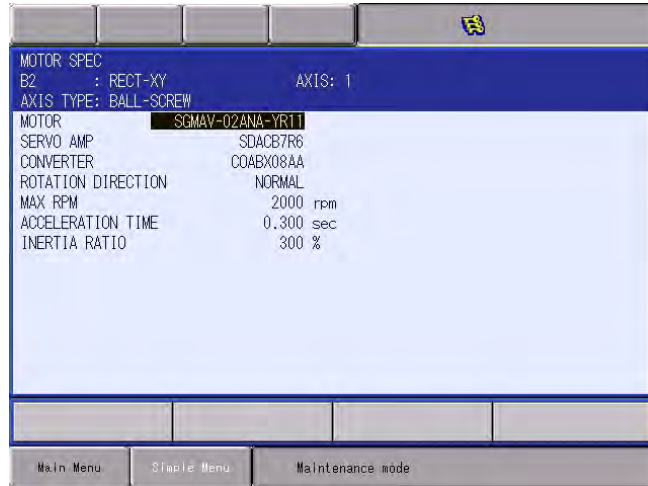 MOTOR SPEC
B2 : RECT-XY AXIS: 1
AXIS TYPE: BALL-SCREW
MOTOR SGMAV-02ANA-YR11
SERVO AMP SDACB7R6
CONVERTER COABX08AA
ROTATION DIRECTION NORMAL
MAX RPM 2000 rpm
ACCELERATION TIME 0.300 sec
INERTIA RATIO 300 %
Main Menu Simple Menu Maintenance mode